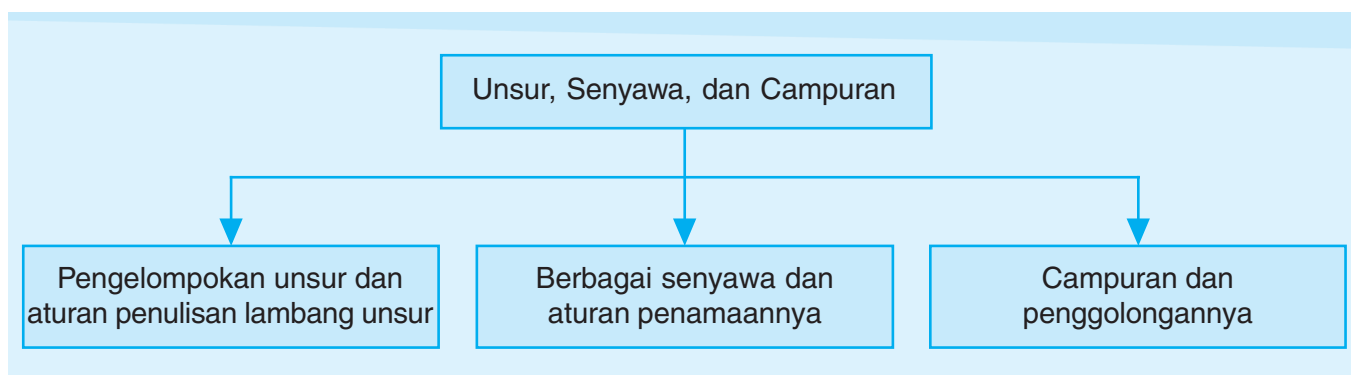 Unsur, Senyawa, dan Campuran
Pengelompokan unsur dan
aturan penulisan lambang unsur
Berbagai senyawa dan
aturan penamaannya
Campuran dan
penggolongannya